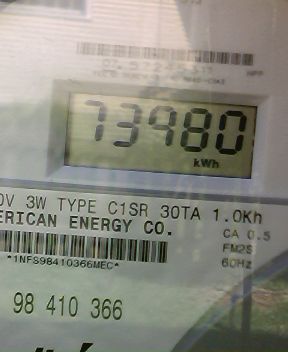 73980
kWh
0V 3W TYPE C1SR 30TA 1.0Kh
ERICAN ENERGY CO.
CA 0.5
FM2S
60Hz
*1NFS98410366MEC*
98 410 366